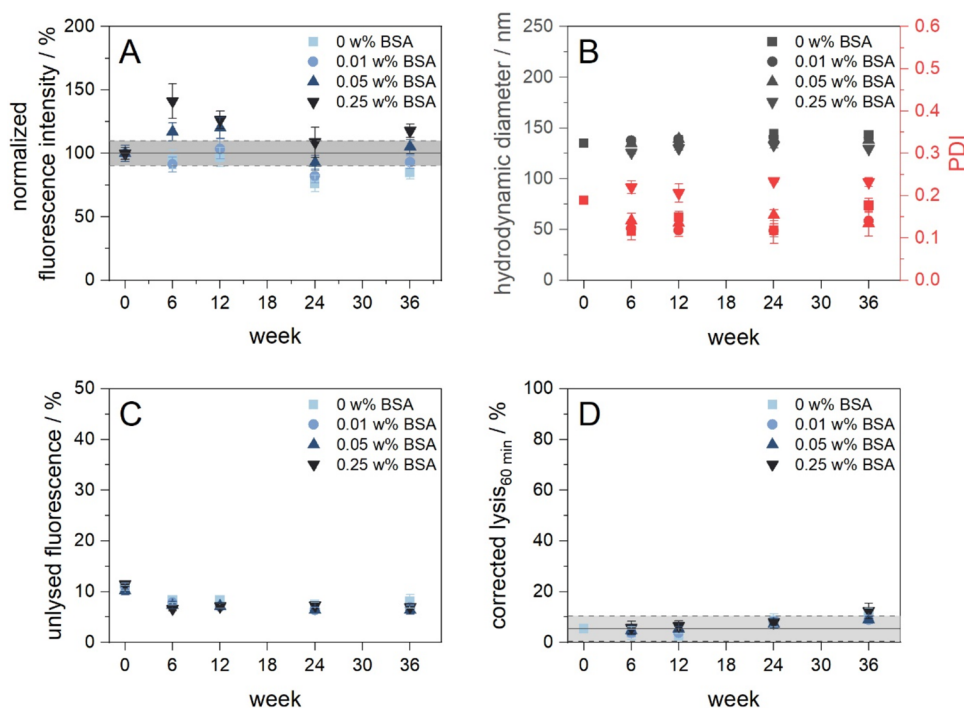 A
normalized
fluorescence intensity / %
200
150
100
50
0
0 w% BSA
0.01 w% BSA
0.05 w% BSA
0.25 w% BSA
0 6 12 18 24 30 36
week
B
hydrodynamic diameter / nm
250
200
150
100
50
0
0 w% BSA
0.01 w% BSA
0.05 w% BSA
0.25 w% BSA
0.6
0.5
0.4
0.3
0.2
0.1
0.0
PDI
0 6 12 18 24 30 36
week
C
unlysed fluorescence / %
50
40
30
20
10
0
0 w% BSA
0.01 w% BSA
0.05 w% BSA
0.25 w% BSA
0 6 12 18 24 30 36
week
D
corrected lysis60 min / %
100
80
60
40
20
0
0 w% BSA
0.01 w% BSA
0.05 w% BSA
0.25 w% BSA
0 6 12 18 24 30 36
week